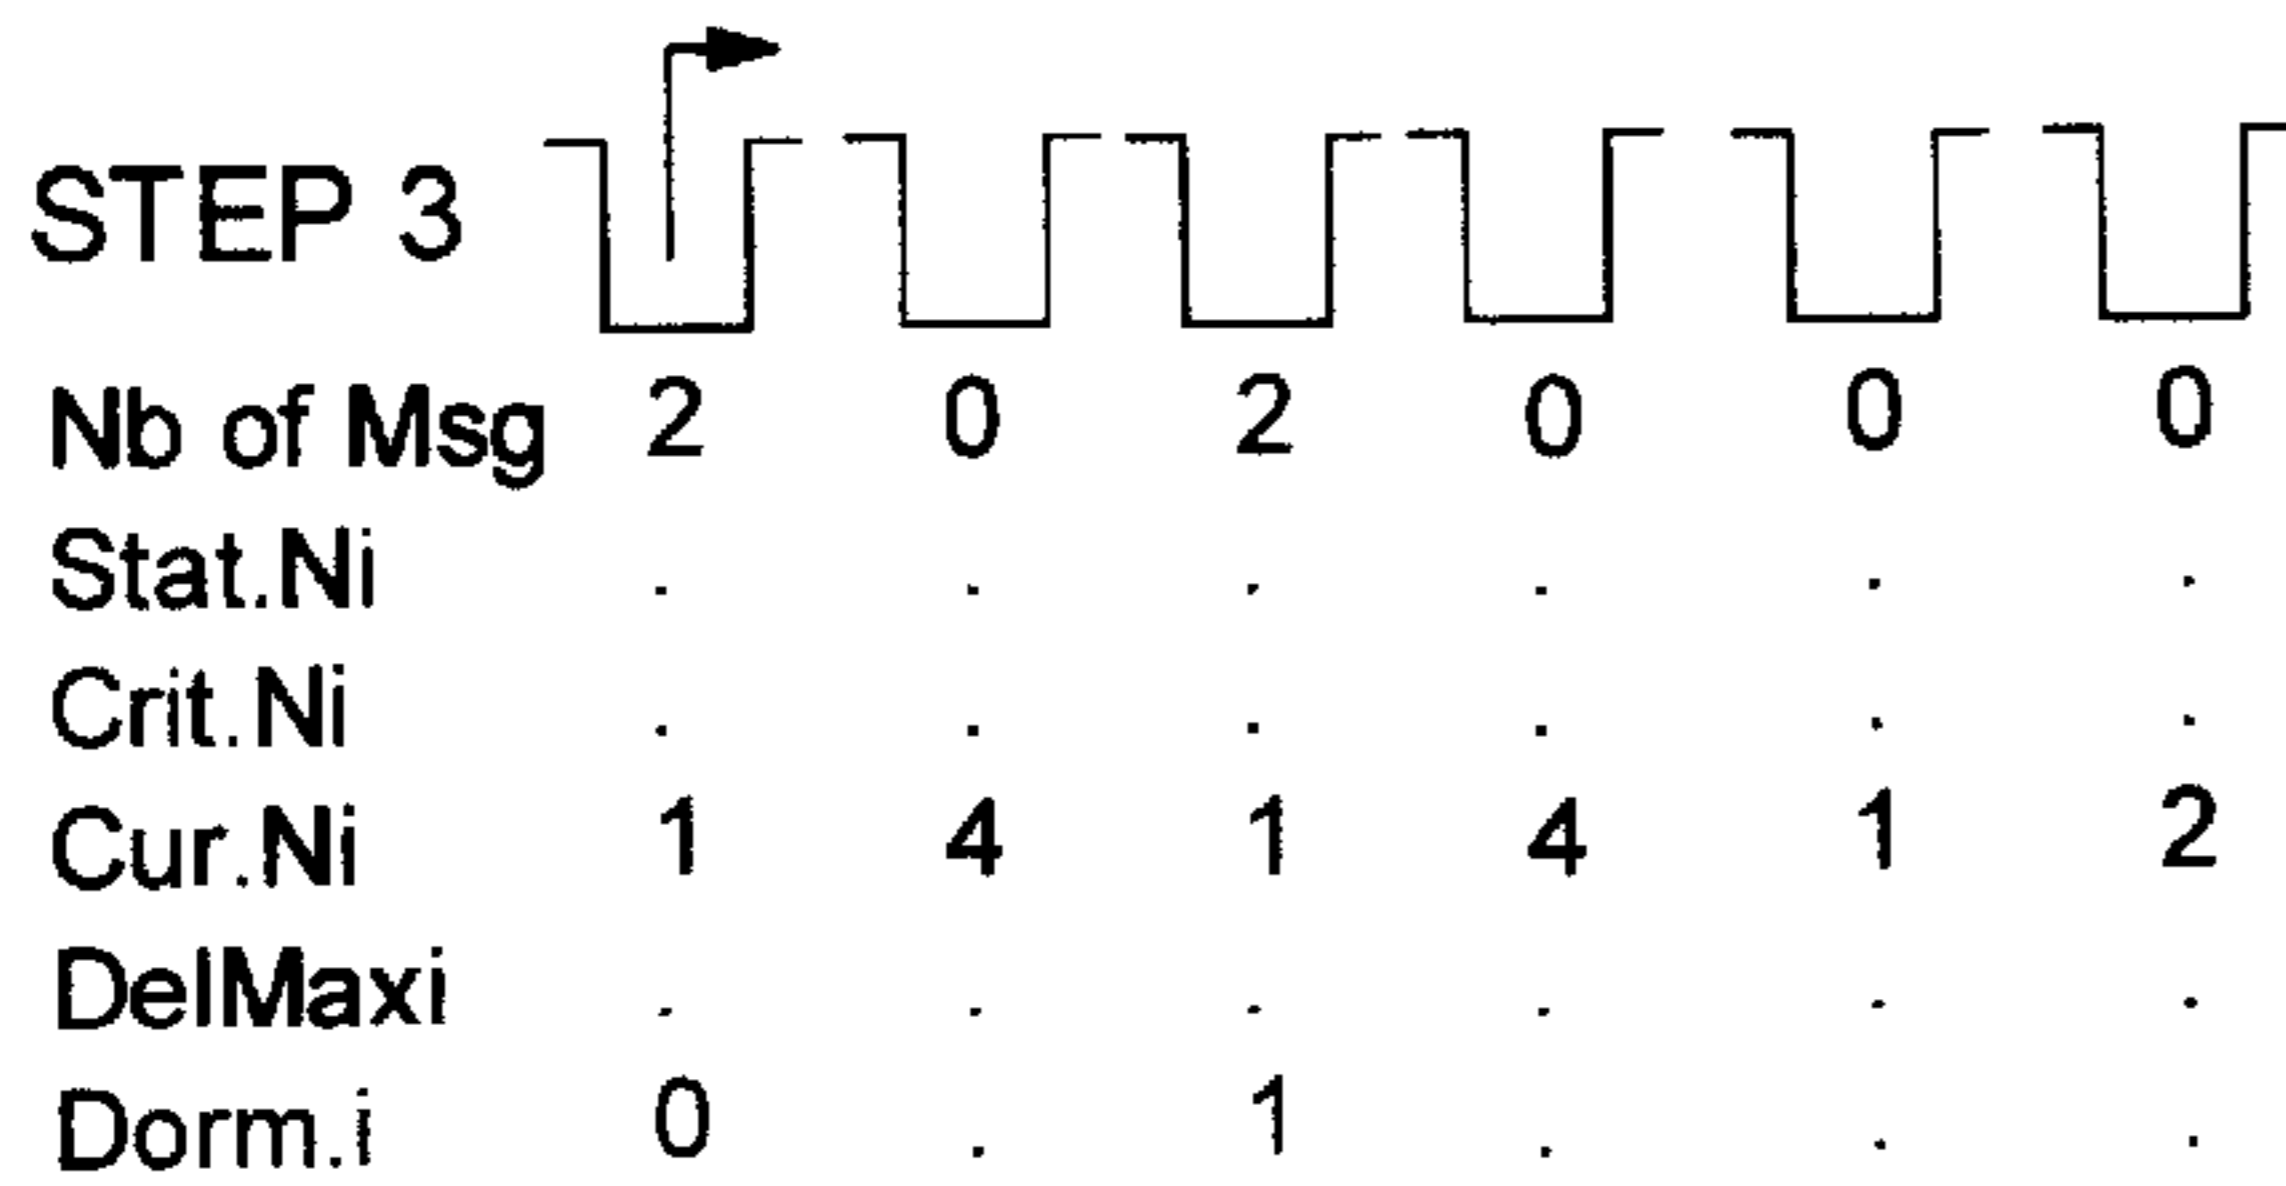 STEP 3
Nb of Msg 2 0 2 0 0 0
Stat.Ni . . . . . .
Crit.Ni . . . . . .
Cur.Ni 1 4 1 4 1 2
DelMaxi . . . . . .
Dorm.i 0 . 1 . . .